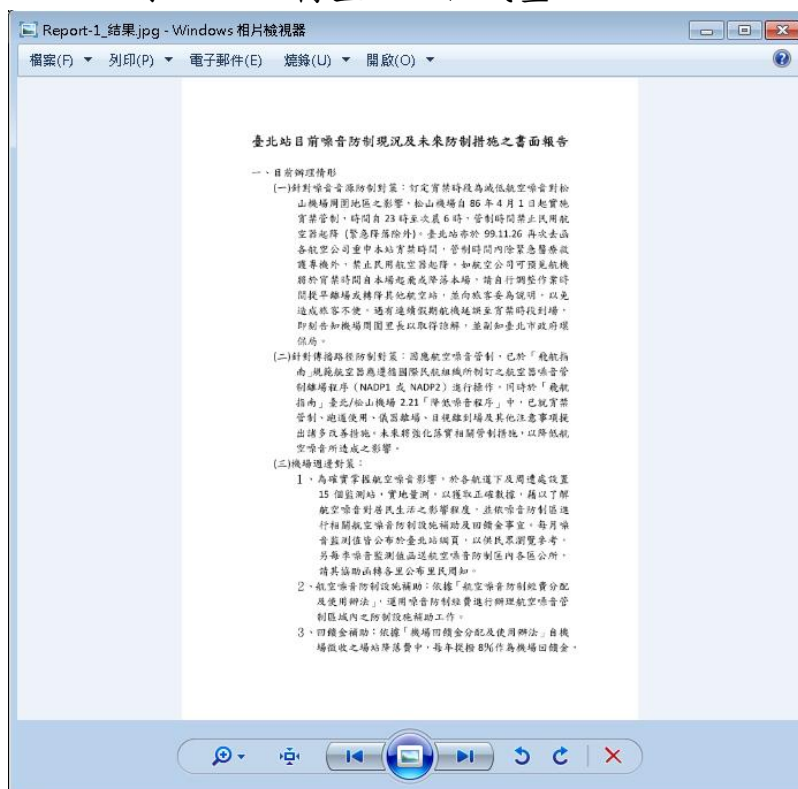 Report-1_结果.jpg - Windows 相片檢視器
檔案(F) 列印(P) 電子郵件(E) 燒錄(U) 開啟(O)
臺北站目前噪音防制現況及未來防制措施之書面報告
一、目前辦理情形
(一)針對噪音音源防制對策:訂定宵禁時段為減低航空噪音對松
山機場周圍地區之影響,松山機場自 86 年 4 月 1 日起實施
宵禁管制,時間自 23 時至次晨 6 時,管制時間禁止民用航
空器起降 (緊急降落除外)。臺北站亦於 99.11.26 再次去函
各航空公司重申本站宵禁時間,管制時間內除緊急醫療救
護專機外,禁止民用航空器起降,如航空公司可預見航機
將於宵禁時間自本場起飛或降落本場,請自行調整作業時
間提早離場或轉降其他航空站,並向旅客妥為說明,以免
造成旅客不便。遇有連續假期航機延誤至宵禁時段到場,
即刻告知機場周圍里長以取得諒解,並副知臺北市政府環
保局。
(二)針對傳播路徑防制對策:因應航空噪音管制,已於「飛航指
南」規範航空器應遵循國際民航組織所制訂之航空器噪音管
制離場程序(NADP1 或 NADP2)進行操作。同時於「飛航
指南」臺北/松山機場 2.21「降低噪音程序」中,已就宵禁
管制、跑道使用、儀器離場、目視離到場及其他注意事項提
出諸多改善措施。未來將強化落實相關管制措施,以降低航
空噪音所造成之影響。
(三)機場週邊對策:
1、為確實掌握航空噪音影響,於各航道下及周遭處設置
15 個監測站,實地量測,以獲取正確數據,藉以了解
航空噪音對居民生活之影響程度,並依噪音防制區進
行相關航空噪音防制設施補助及回饋金事宜。每月噪
音監測值皆公布於臺北站網頁,以供民眾瀏覽參考,
另每季噪音監測值函送航空噪音防制區內各區公所,
請其協助函轉各里公布里民周知。
2、航空噪音防制設施補助:依據「航空噪音防制經費分配
及使用辦法」,運用噪音防制經費進行辦理航空噪音管
制區域內之防制設施補助工作。
3、回饋金補助:依據「機場回饋金分配及使用辦法」自機
場徵收之場站降落費中,每年提撥 8%作為機場回饋金。